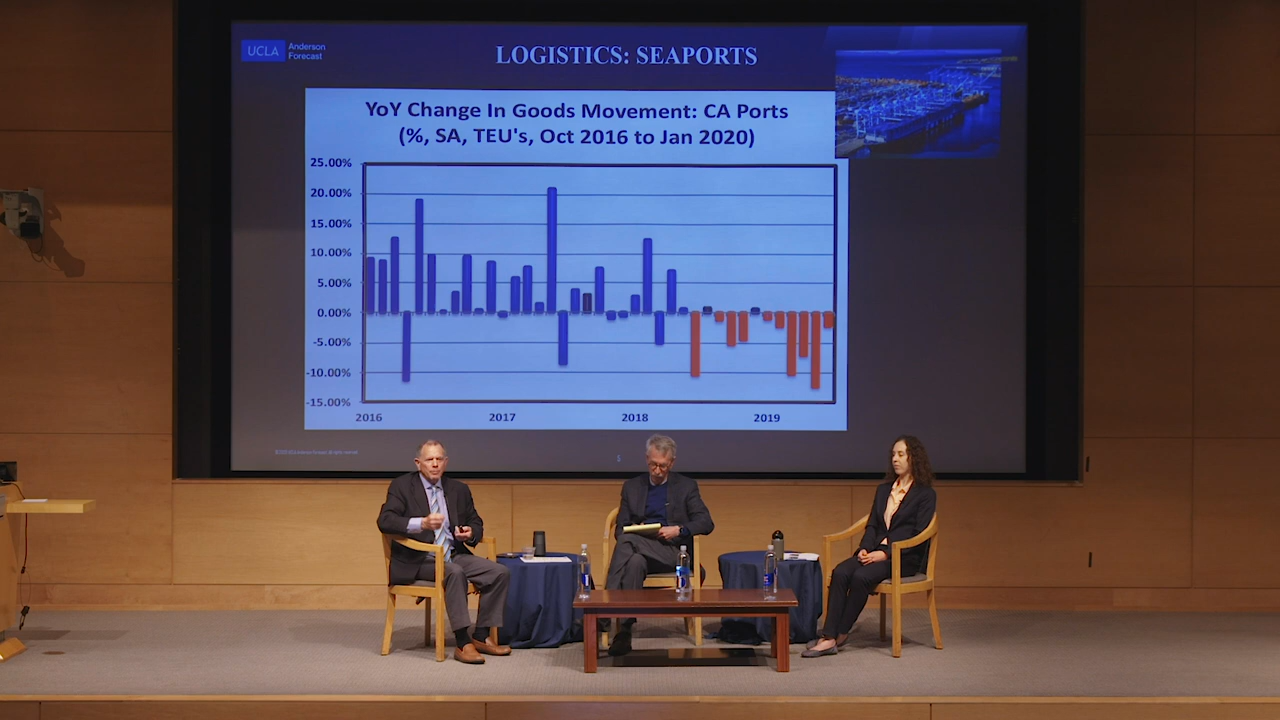 UCLA
Anderson
Forecast
LOGISTICS: SEAPORTS
YoY Change In Goods Movement: CA Ports
(%, SA, TEU's, Oct 2016 to Jan 2020)
25.00%
20.00%
15.00%
10.00%
5.00%
0.00%
-5.00%
-10.00%
-15.00%
2016 2017 2018 2019